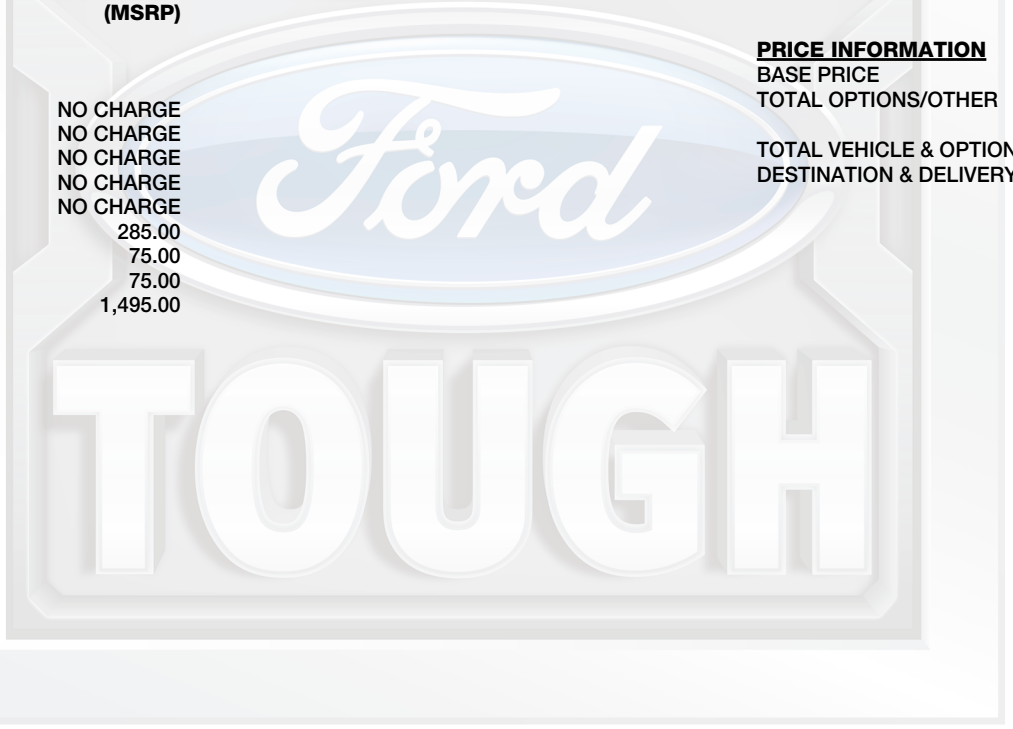 (MSRP)
NO CHARGE
NO CHARGE
NO CHARGE
NO CHARGE
NO CHARGE
285.00
75.00
75.00
1,495.00
PRICE INFORMATION
BASE PRICE
TOTAL OPTIONS/OTHER
TOTAL VEHICLE & OPTION
DESTINATION & DELIVERY
Ford
TOUGH